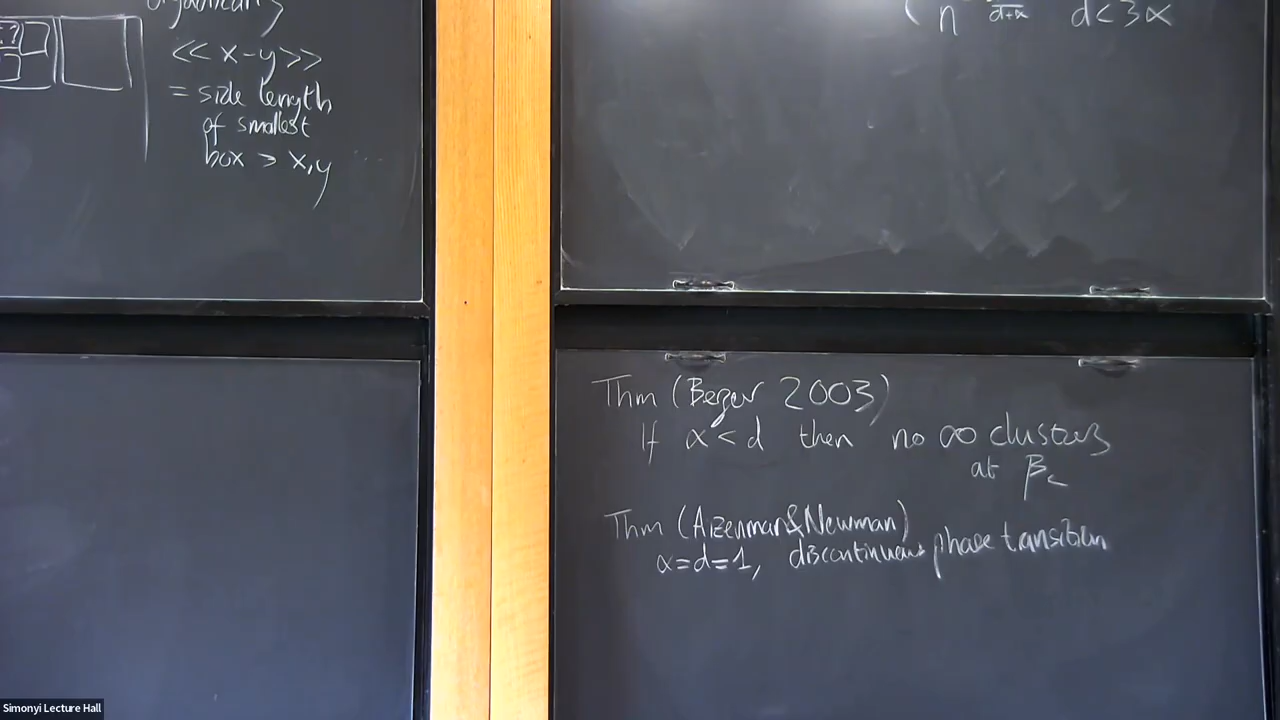 << x-y >>
= side length
of smallest
box ∋ x,y
n d+α d<3α
Thm (Berger 2003)
If α<d then no ∞ clusters
at βc
Thm (Aizenman&Newman)
α=d=1, discontinuous phase transition
Simonyi Lecture Hall